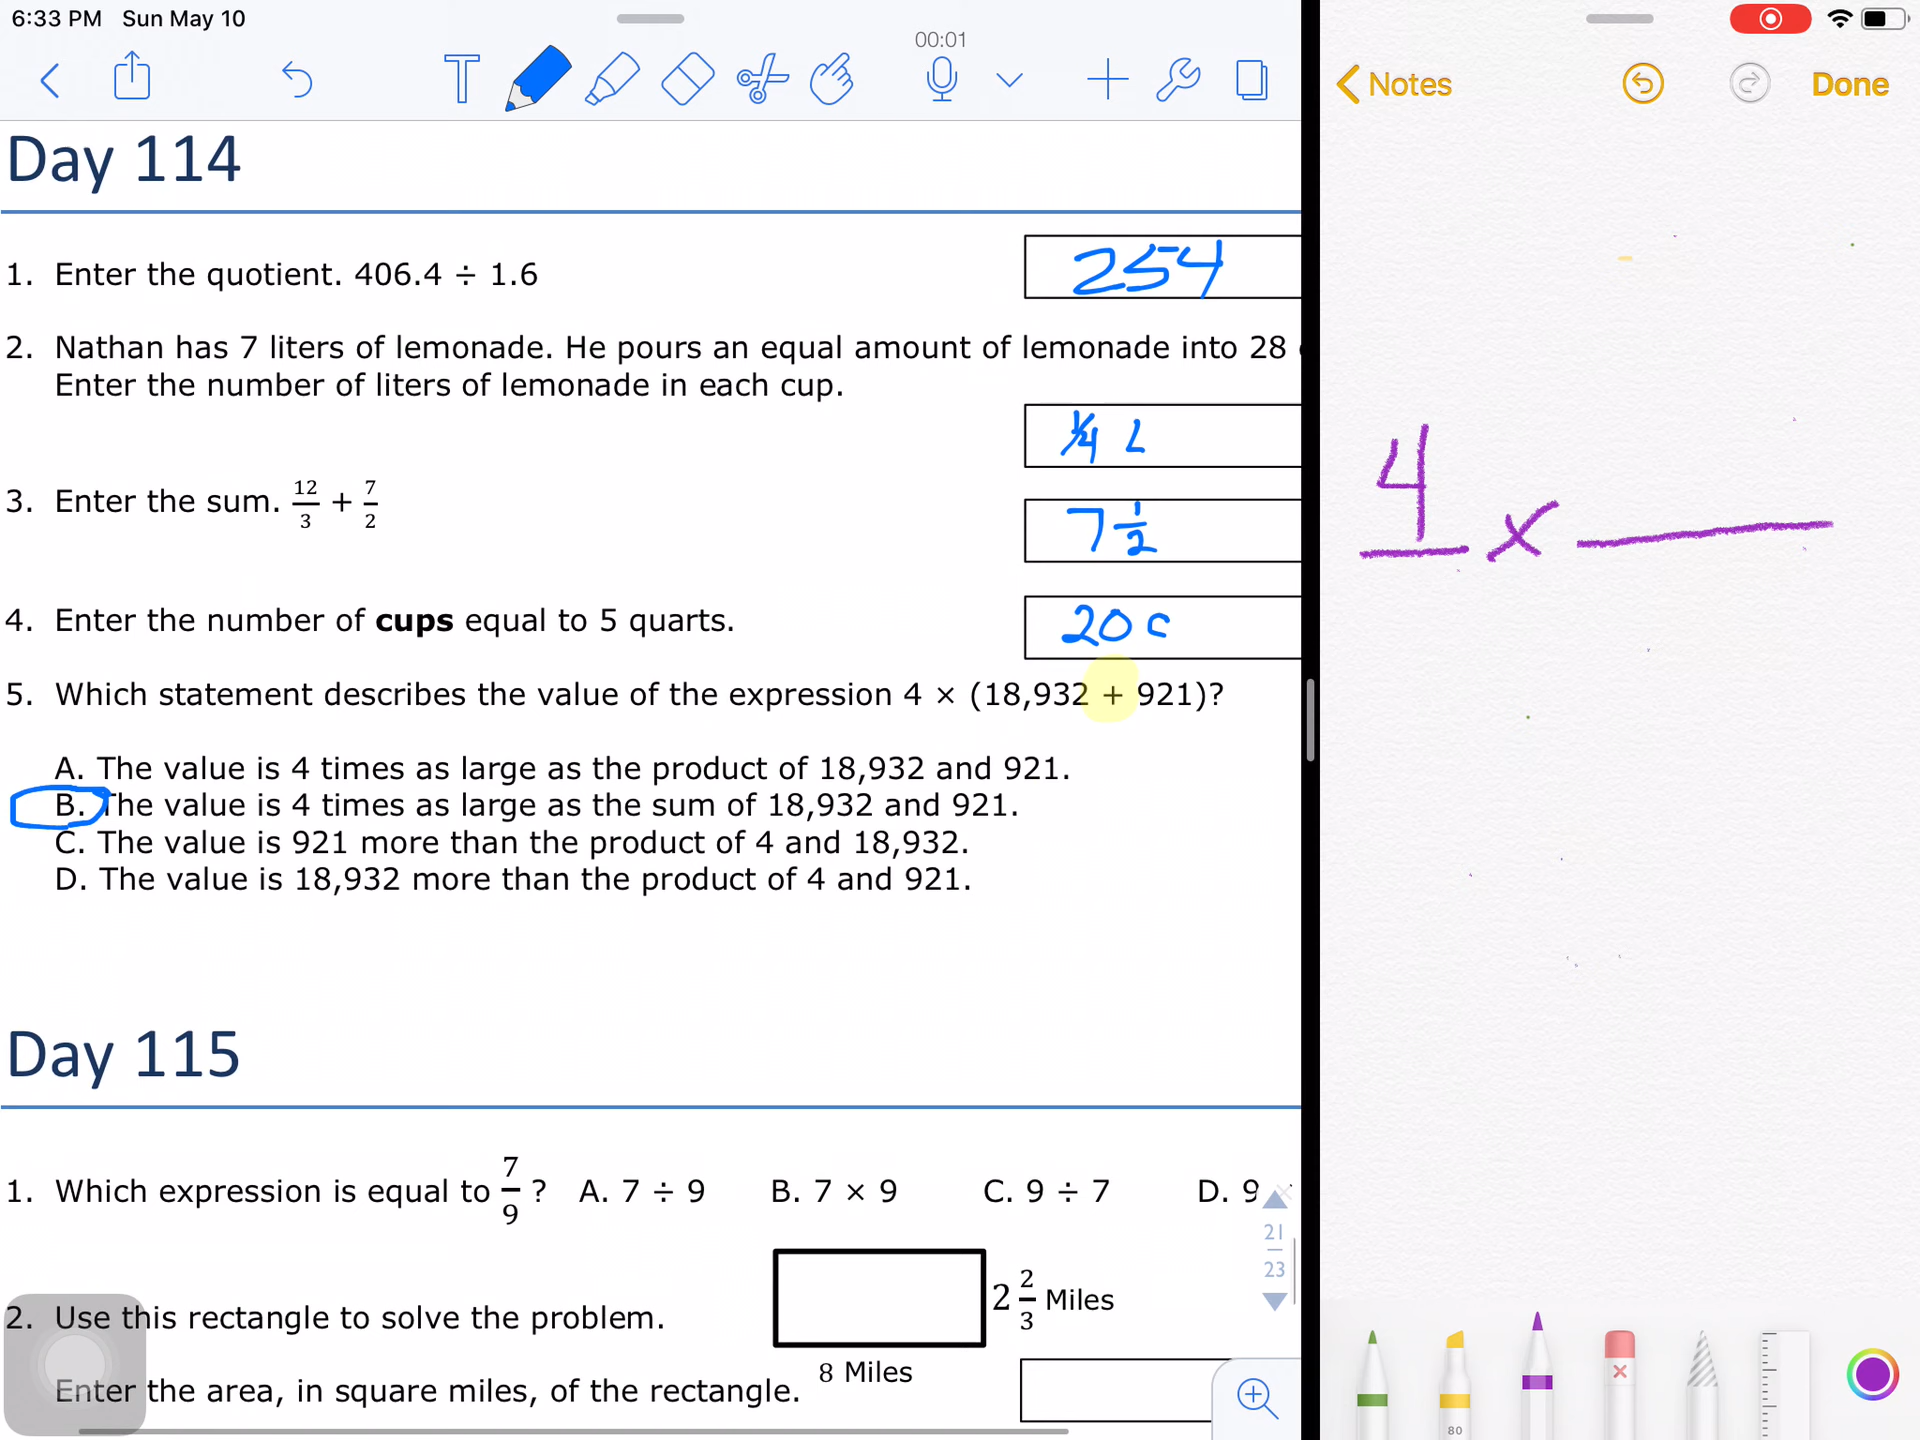 6:33 PM Sun May 10
00:01
Notes
Done
Day 114
1. Enter the quotient. 406.4 ÷ 1.6
254
2. Nathan has 7 liters of lemonade. He pours an equal amount of lemonade into 28
Enter the number of liters of lemonade in each cup.
1/4 L
3. Enter the sum. 12/3 + 7/2
7 1/2
4. Enter the number of cups equal to 5 quarts.
20 c
5. Which statement describes the value of the expression 4 × (18,932 + 921)?
A. The value is 4 times as large as the product of 18,932 and 921.
B. The value is 4 times as large as the sum of 18,932 and 921.
C. The value is 921 more than the product of 4 and 18,932.
D. The value is 18,932 more than the product of 4 and 921.
Day 115
1. Which expression is equal to 7/9 ? A. 7 ÷ 9 B. 7 × 9 C. 9 ÷ 7 D. 9 ×
21
23
2. Use this rectangle to solve the problem.
2 2/3 Miles
8 Miles
Enter the area, in square miles, of the rectangle.
4 x
80